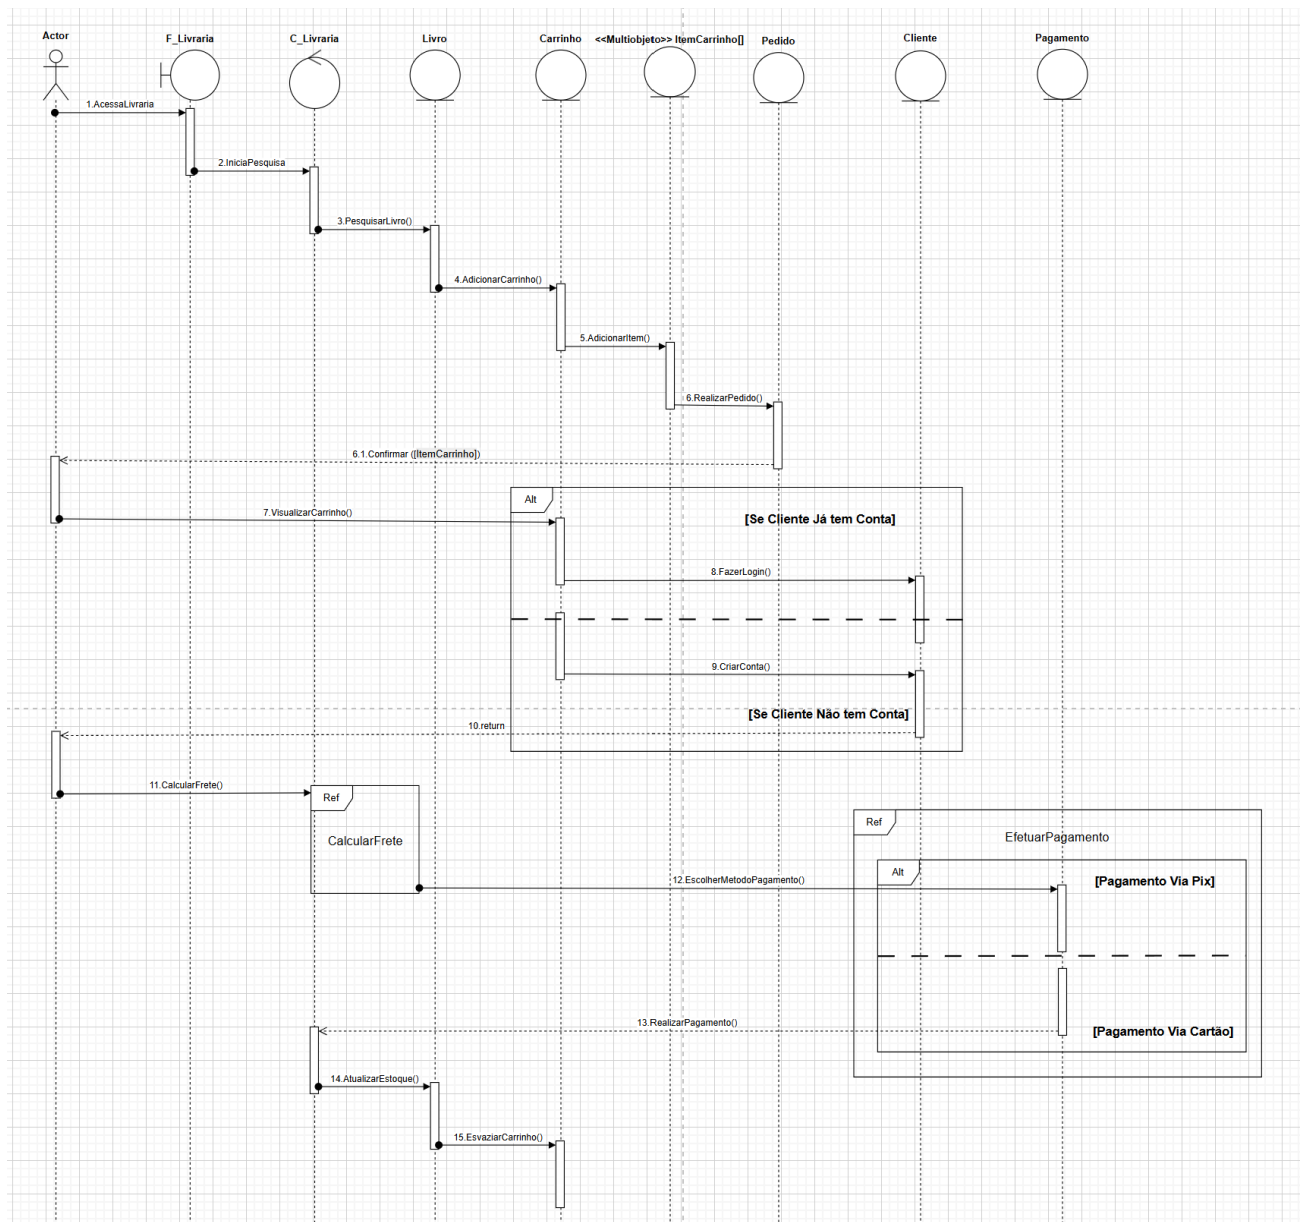 Actor
F_Livraria
C_Livraria
Livro
Carrinho
<<Multiobjeto>> ItemCarrinho[]
Pedido
Cliente
Pagamento
1.AcessaLivraria
2.IniciaPesquisa
3.PesquisarLivro()
4.AdicionarCarrinho()
5.AdicionarItem()
6.RealizarPedido()
6.1.Confirmar ([ItemCarrinho])
Alt
7.VisualizarCarrinho()
[Se Cliente Já tem Conta]
8.FazerLogin()
9.CriarConta()
[Se Cliente Não tem Conta]
10.return
11.CalcularFrete()
Ref
CalcularFrete
Ref
EfetuarPagamento
Alt
12.EscolherMetodoPagamento()
[Pagamento Via Pix]
13.RealizarPagamento()
[Pagamento Via Cartão]
14.AtualizarEstoque()
15.EsvaziarCarrinho()